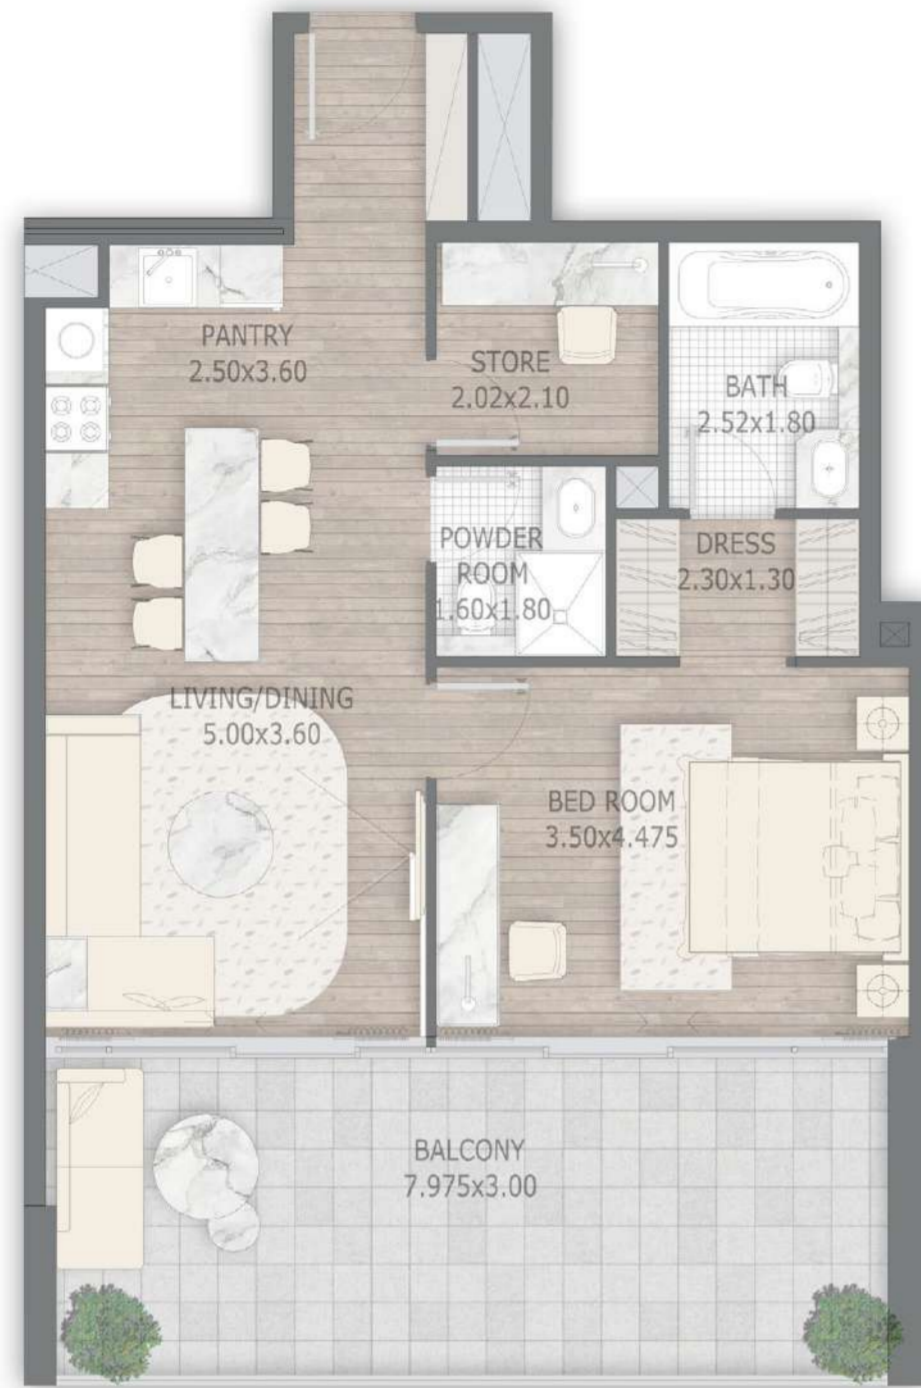 PANTRY
2.50x3.60
STORE
2.02x2.10
BATH
2.52x1.80
POWDER
ROOM
1.60x1.80
DRESS
2.30x1.30
LIVING/DINING
5.00x3.60
BED ROOM
3.50x4.475
BALCONY
7.975x3.00